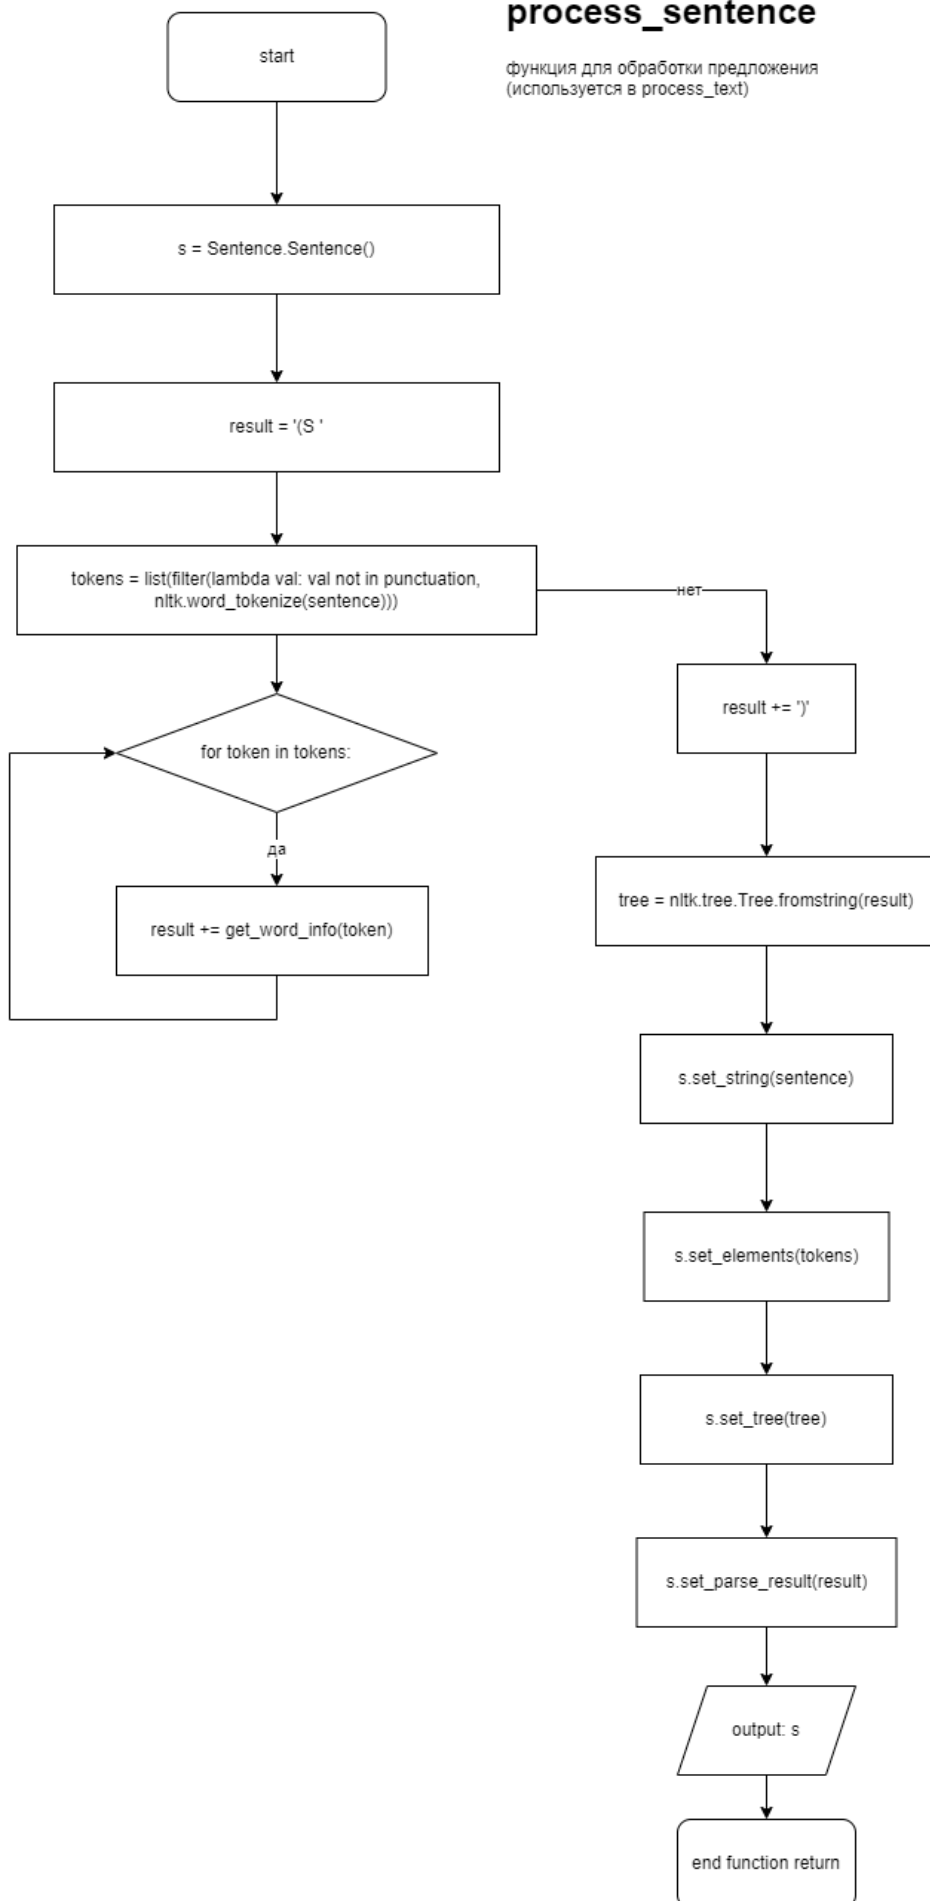 process_sentence
функция для обработки предложения
(используется в process_text)
start
s = Sentence.Sentence()
result = '(S '
tokens = list(filter(lambda val: val not in punctuation,
nltk.word_tokenize(sentence)))
нет
for token in tokens:
да
result += get_word_info(token)
result += ')'
tree = nltk.tree.Tree.fromstring(result)
s.set_string(sentence)
s.set_elements(tokens)
s.set_tree(tree)
s.set_parse_result(result)
output: s
end function return